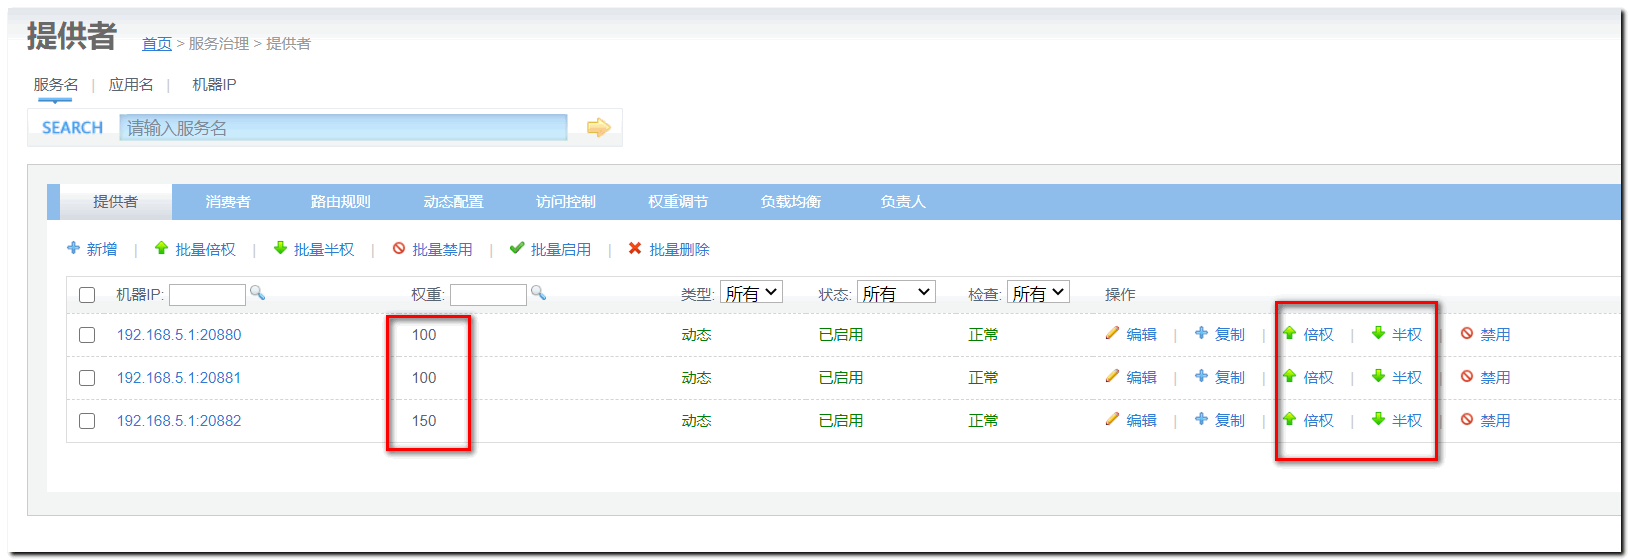 提供者 首页 > 服务治理 > 提供者
服务名 | 应用名 | 机器IP
SEARCH 请输入服务名
提供者 消费者 路由规则 动态配置 访问控制 权重调节 负载均衡 负责人
新增 | 批量倍权 | 批量半权 | 批量禁用 | 批量启用 | 批量删除
机器IP: 权重: 类型: 所有 状态: 所有 检查: 所有 操作
192.168.5.1:20880 100 动态 已启用 正常 编辑 | 复制 | 倍权 | 半权 | 禁用
192.168.5.1:20881 100 动态 已启用 正常 编辑 | 复制 | 倍权 | 半权 | 禁用
192.168.5.1:20882 150 动态 已启用 正常 编辑 | 复制 | 倍权 | 半权 | 禁用